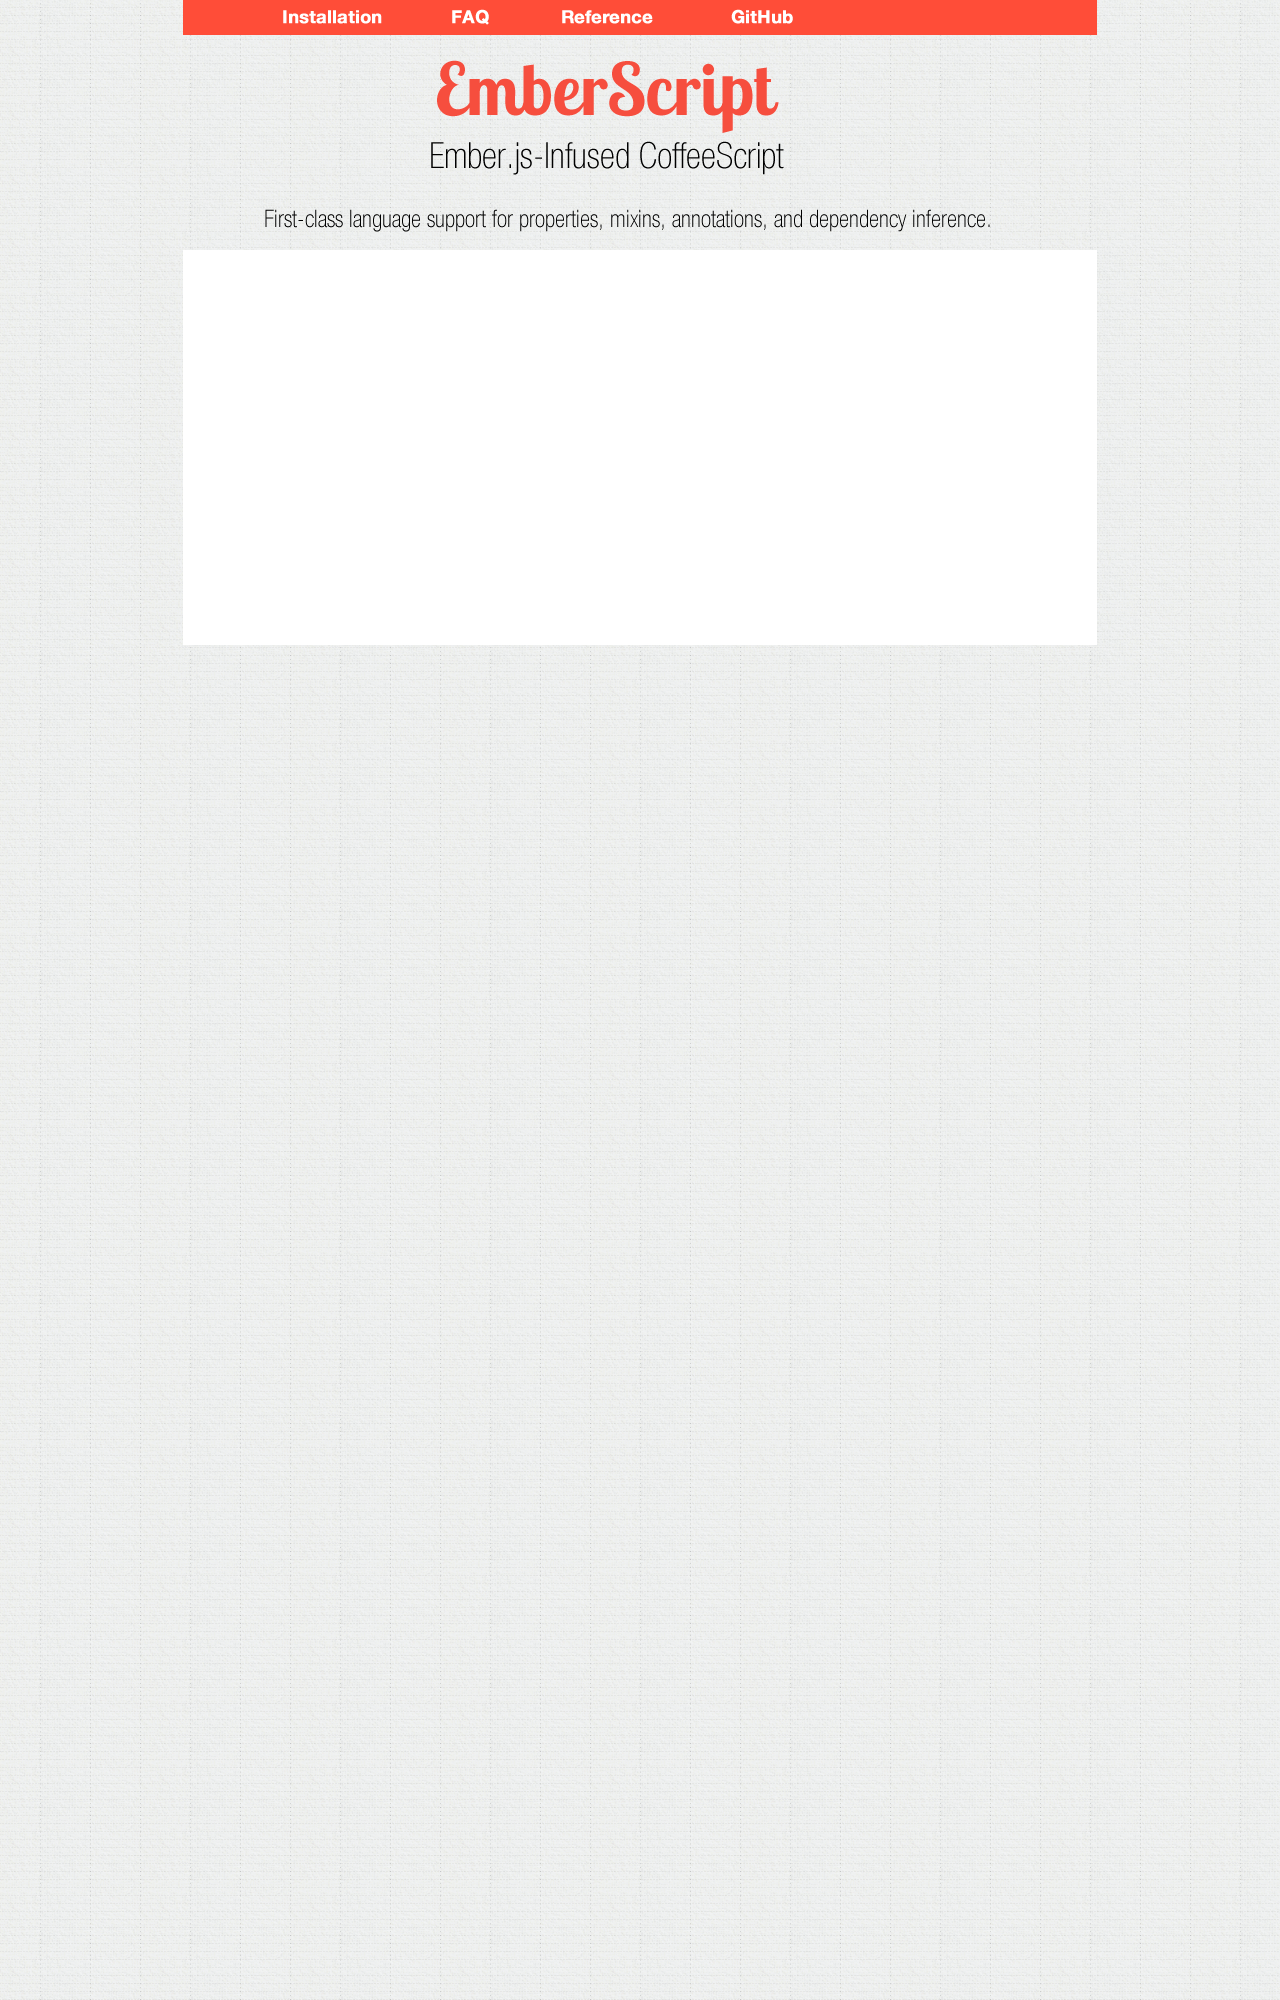 Installation FAQ Reference GitHub
EmberScript
Ember.js-Infused CoffeeScript
First-class language support for properties, mixins, annotations, and dependency inference.